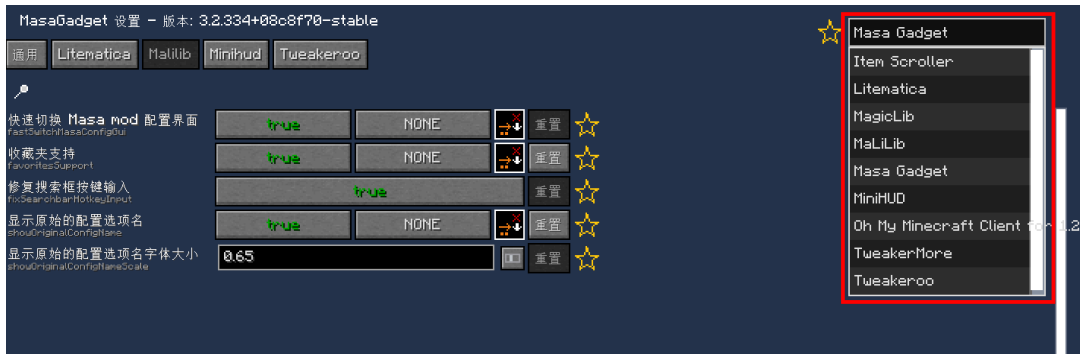 MasaGadget 设置 - 版本: 3.2.334+08c8f70-stable
通用 Litematica Malilib Minihud Tweakeroo
快速切换 Masa mod 配置界面
fastSwitchMasaConfigGui
true NONE 重置
收藏夹支持
favoritesSupport
true NONE 重置
修复搜索框按键输入
fixSearchbarHotkeyInput
true 重置
显示原始的配置选项名
showOriginalConfigName
true NONE 重置
显示原始的配置选项名字体大小
showOriginalConfigNameScale
0.65 重置
Masa Gadget
Item Scroller
Litematica
MagicLib
MaLiLib
Masa Gadget
MiniHUD
Oh My Minecraft Client for 1.2
TweakerMore
Tweakeroo